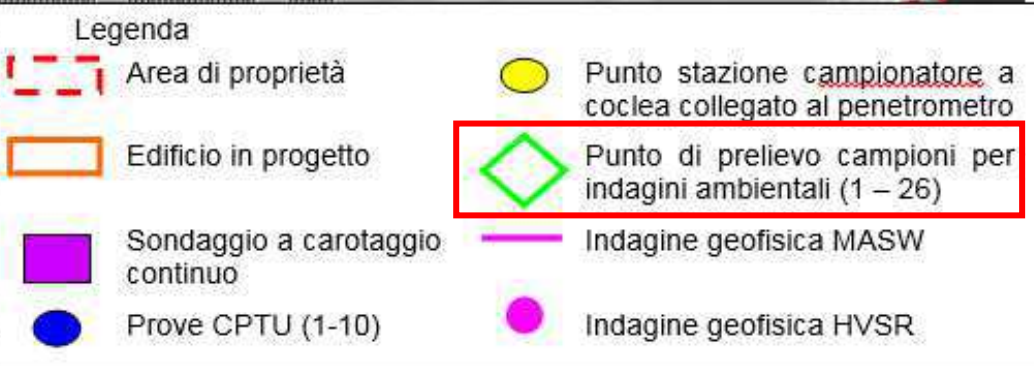 Legenda
Area di proprietà
Edificio in progetto
Sondaggio a carotaggio
continuo
Prove CPTU (1-10)
Punto stazione campionatore a
coclea collegato al penetrometro
Punto di prelievo campioni per
indagini ambientali (1 – 26)
Indagine geofisica MASW
Indagine geofisica HVSR